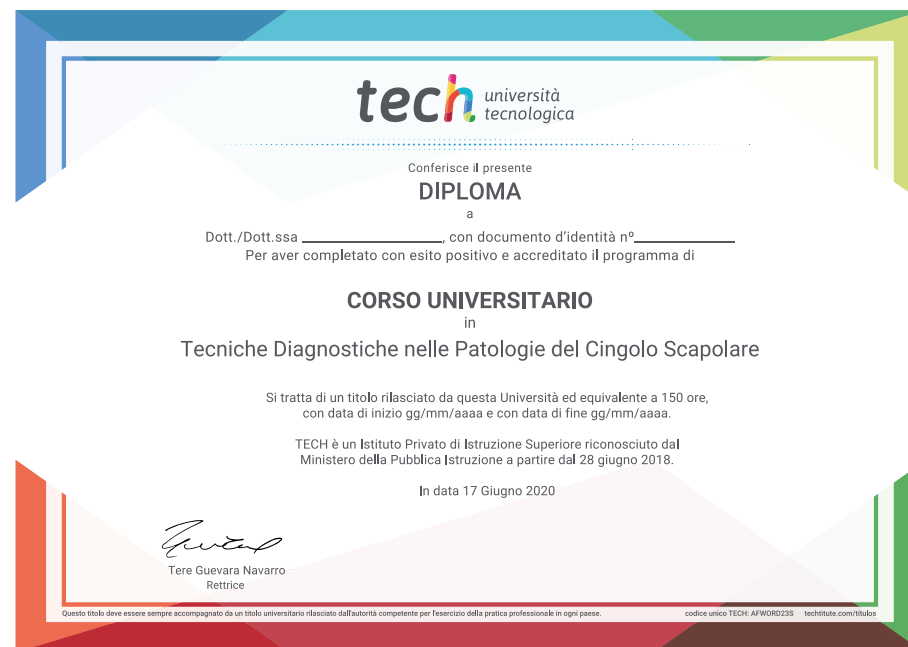 tech università
tecnologica
Conferisce il presente
DIPLOMA
a
Dott./Dott.ssa ____________, con documento d'identità nº____________
Per aver completato con esito positivo e accreditato il programma di
CORSO UNIVERSITARIO
in
Tecniche Diagnostiche nelle Patologie del Cingolo Scapolare
Si tratta di un titolo rilasciato da questa Università ed equivalente a 150 ore,
con data di inizio gg/mm/aaaa e con data di fine gg/mm/aaaa.
TECH è un Istituto Privato di Istruzione Superiore riconosciuto dal
Ministero della Pubblica Istruzione a partire dal 28 giugno 2018.
In data 17 Giugno 2020
Tere Guevara Navarro
Rettrice
Questo titolo deve essere sempre accompagnato da un titolo universitario rilasciato dall'autorità competente per l'esercizio della pratica professionale in ogni paese. codice unico TECH: AFWORD23S techtitute.com/titulos